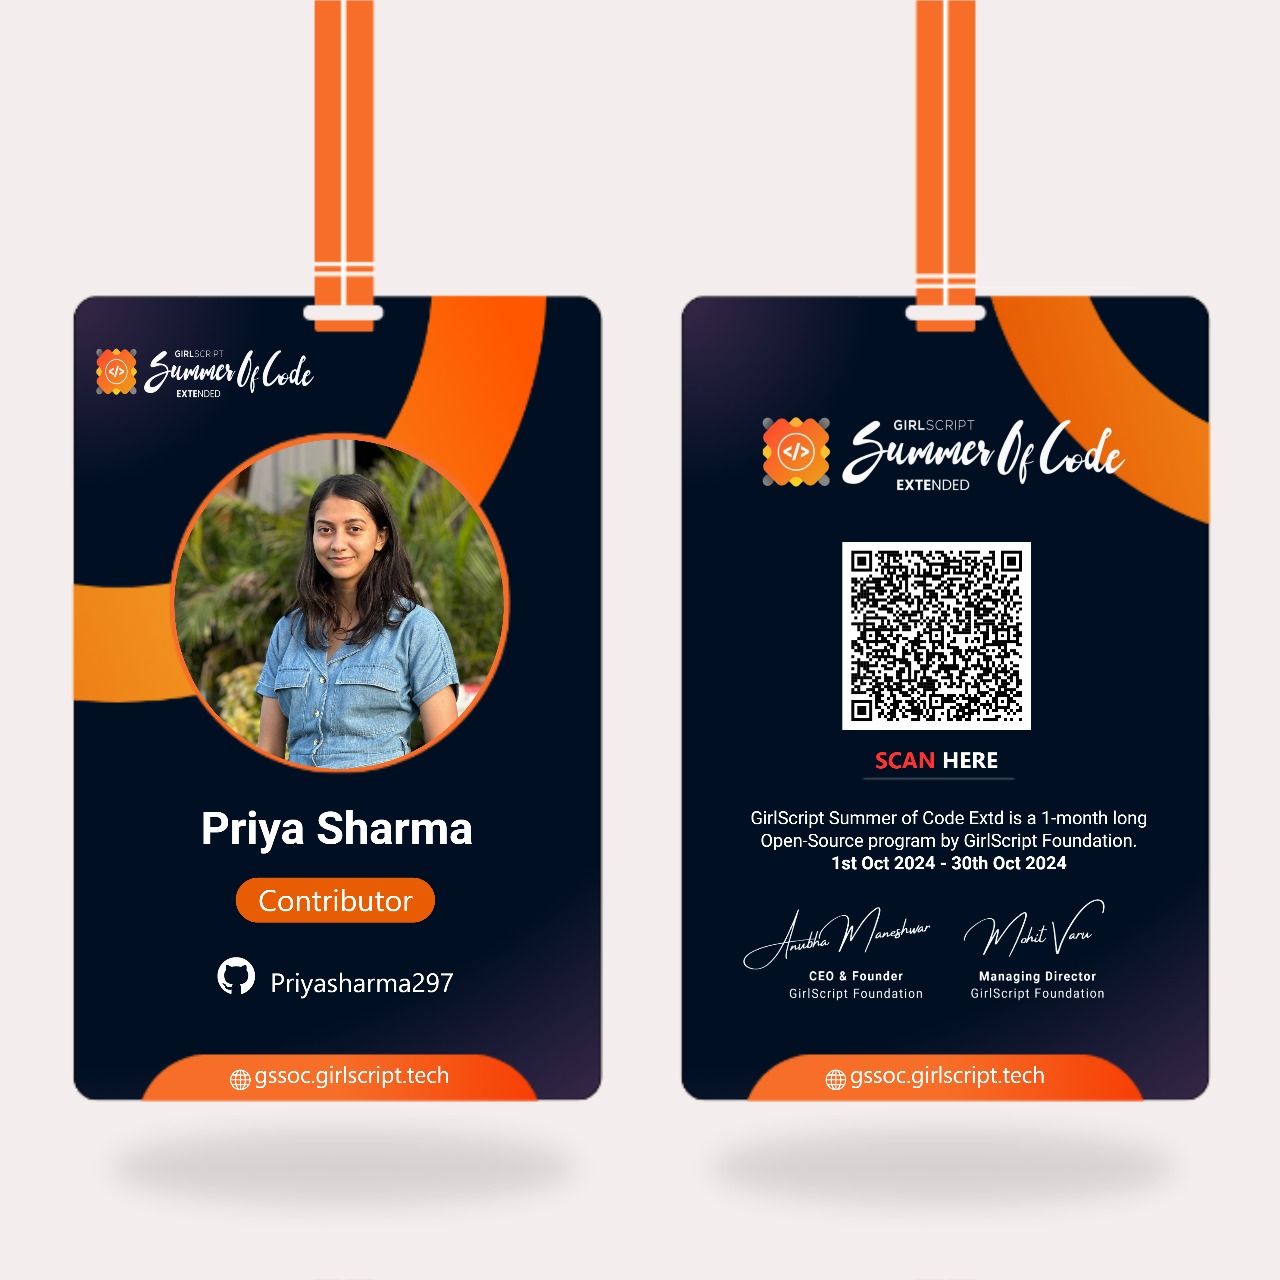 GIRLSCRIPT
</>
Summer Of Code
EXTENDED
Priya Sharma
Contributor
Priyasharma297
gssoc.girlscript.tech
GIRLSCRIPT
</>
Summer Of Code
EXTENDED
SCAN HERE
GirlScript Summer of Code Extd is a 1-month long
Open-Source program by GirlScript Foundation.
1st Oct 2024 - 30th Oct 2024
Anubha Maneshwar
CEO & Founder
GirlScript Foundation
Mohit Varu
Managing Director
GirlScript Foundation
gssoc.girlscript.tech